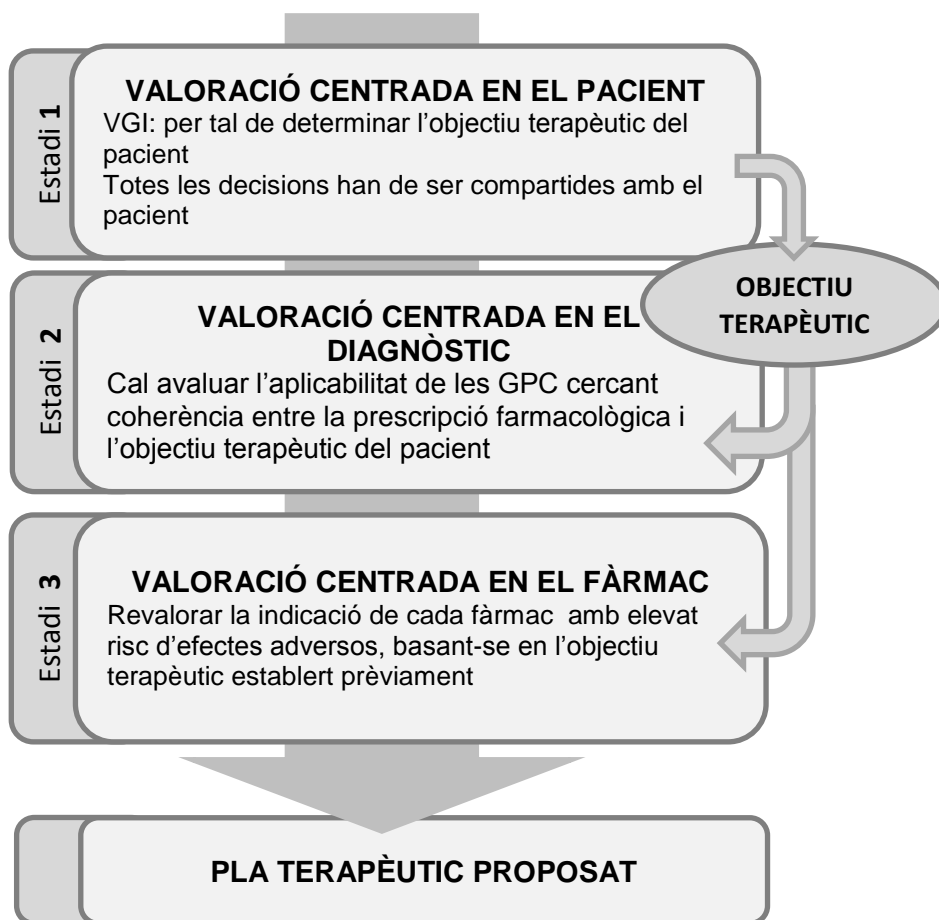 Estadi 1
VALORACIÓ CENTRADA EN EL PACIENT
VGI: per tal de determinar l’objectiu terapèutic del
pacient
Totes les decisions han de ser compartides amb el
pacient
OBJECTIU
TERAPÈUTIC
Estadi 2
VALORACIÓ CENTRADA EN EL
DIAGNÒSTIC
Cal avaluar l’aplicabilitat de les GPC cercant
coherència entre la prescripció farmacològica i
l’objectiu terapèutic del pacient
Estadi 3
VALORACIÓ CENTRADA EN EL FÀRMAC
Revalorar la indicació de cada fàrmac amb elevat
risc d’efectes adversos, basant-se en l’objectiu
terapèutic establert prèviament
PLA TERAPÈUTIC PROPOSAT